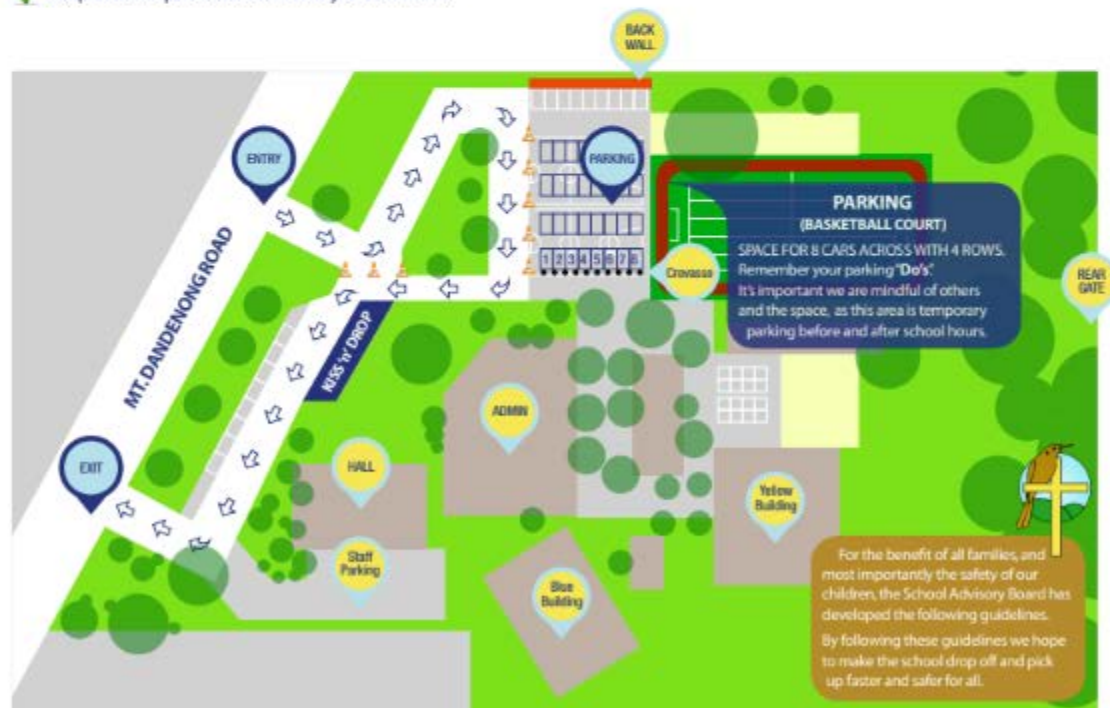 BACK
WALL
ENTRY
PARKING
MT. DANDENONG ROAD
PARKING
(BASKETBALL COURT)
SPACE FOR 8 CARS ACROSS WITH 4 ROWS.
Remember your parking "Do's".
It's important we are mindful of others
and the space, as this area is temporary
parking before and after school hours.
1 2 3 4 5 6 7 8
Crovasse
REAR
GATE
KISS 'n' DROP
ADMIN
EXIT
HALL
Yellow
Building
Staff
Parking
Blue
Building
For the benefit of all families, and
most importantly the safety of our
children, the School Advisory Board has
developed the following guidelines.
By following these guidelines we hope
to make the school drop off and pick
up faster and safer for all.